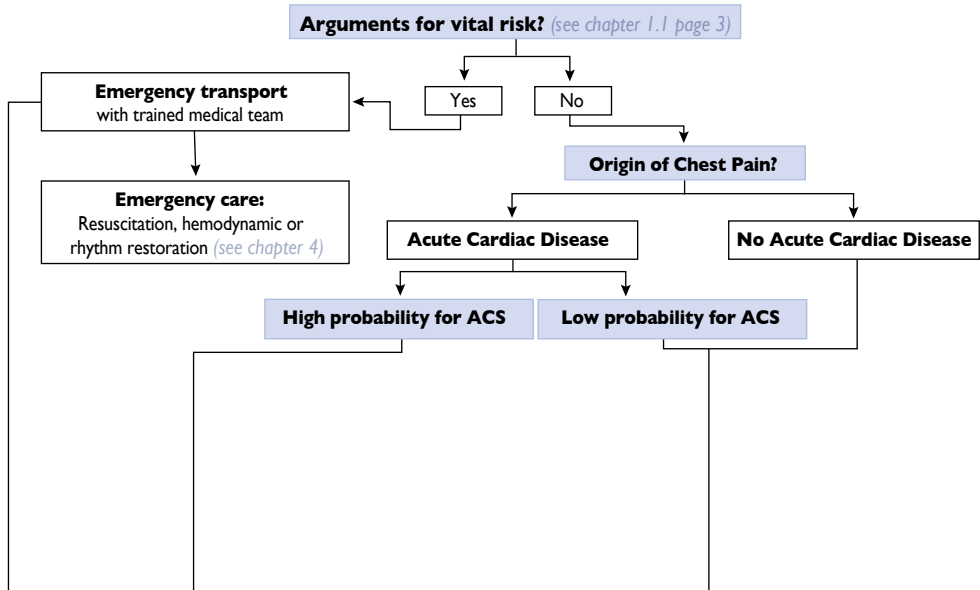 Arguments for vital risk? (see chapter 1.1 page 3)
Emergency transport
with trained medical team
Yes
No
Origin of Chest Pain?
Emergency care:
Resuscitation, hemodynamic or
rhythm restoration (see chapter 4)
Acute Cardiac Disease
No Acute Cardiac Disease
High probability for ACS
Low probability for ACS